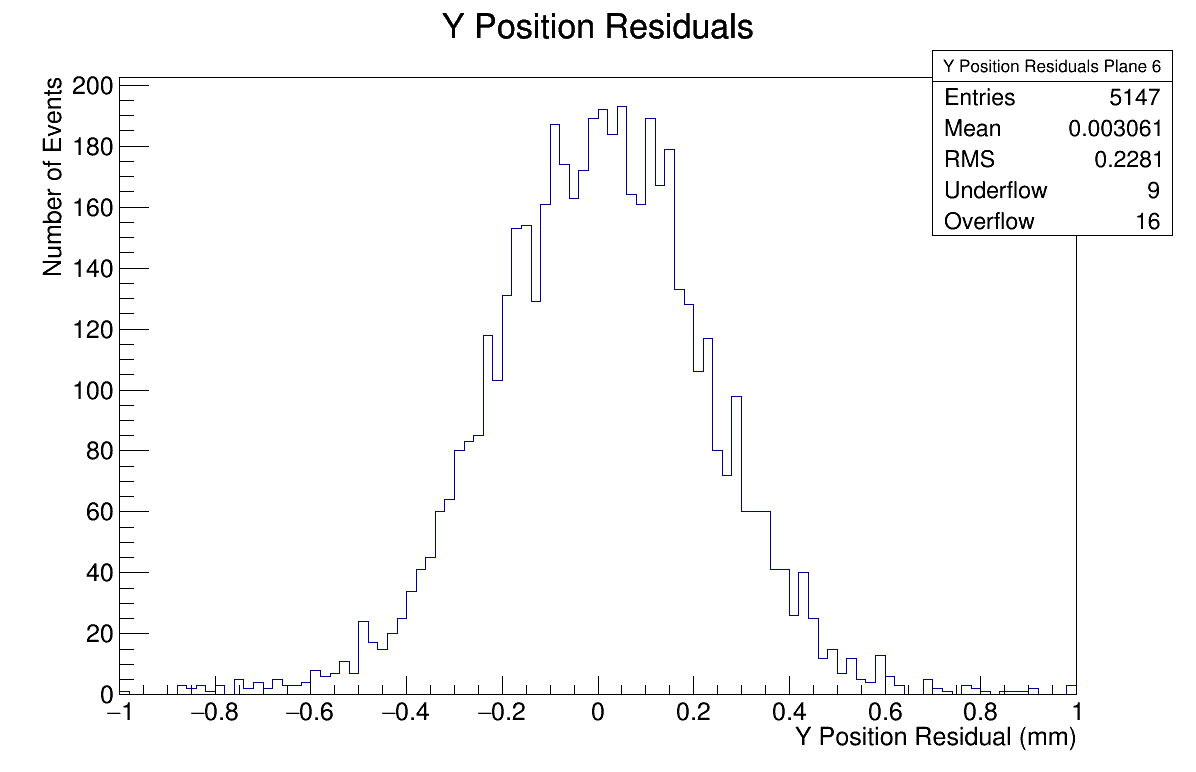 Y Position Residuals
Y Position Residuals Plane 6
Entries 5147
Mean 0.003061
RMS 0.2281
Underflow 9
Overflow 16
Number of Events
200
180
160
140
120
100
80
60
40
20
0
−1 −0.8 −0.6 −0.4 −0.2 0 0.2 0.4 0.6 0.8 1
Y Position Residual (mm)